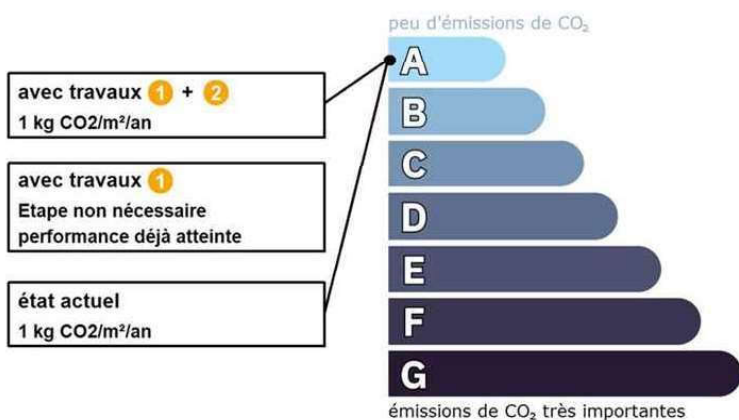 peu d'émissions de CO₂
avec travaux 1 + 2
1 kg CO2/m²/an
avec travaux 1
Etape non nécessaire
performance déjà atteinte
état actuel
1 kg CO2/m²/an
A
B
C
D
E
F
G
émissions de CO₂ très importantes